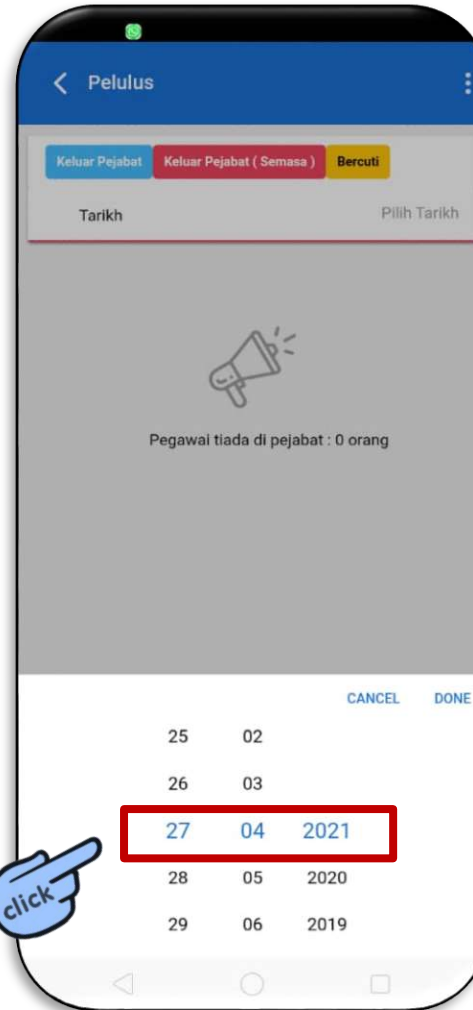 Pelulus
Keluar Pejabat Keluar Pejabat ( Semasa ) Bercuti
Tarikh Pilih Tarikh
Pegawai tiada di pejabat : 0 orang
CANCEL DONE
25 02
26 03
27 04 2021
28 05 2020
29 06 2019
click